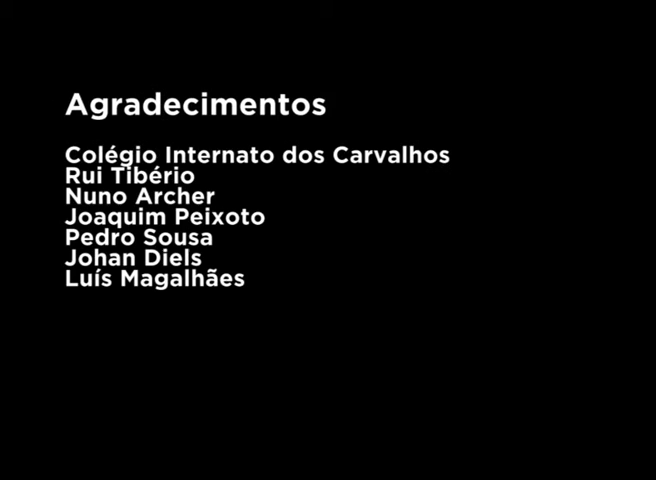 Agradecimentos
Colégio Internato dos Carvalhos
Rui Tibério
Nuno Archer
Joaquim Peixoto
Pedro Sousa
Johan Diels
Luís Magalhães